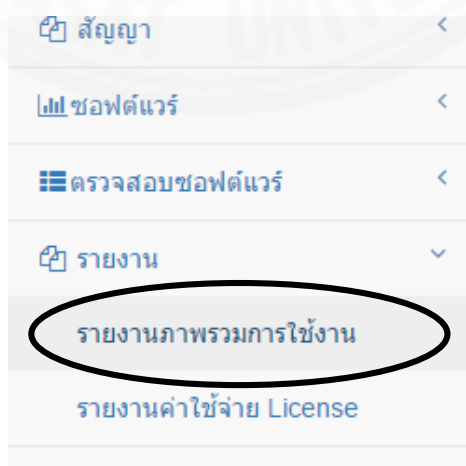 สัญญา
ซอฟต์แวร์
ตรวจสอบซอฟต์แวร์
รายงาน
รายงานภาพรวมการใช้งาน
รายงานค่าใช้จ่าย License